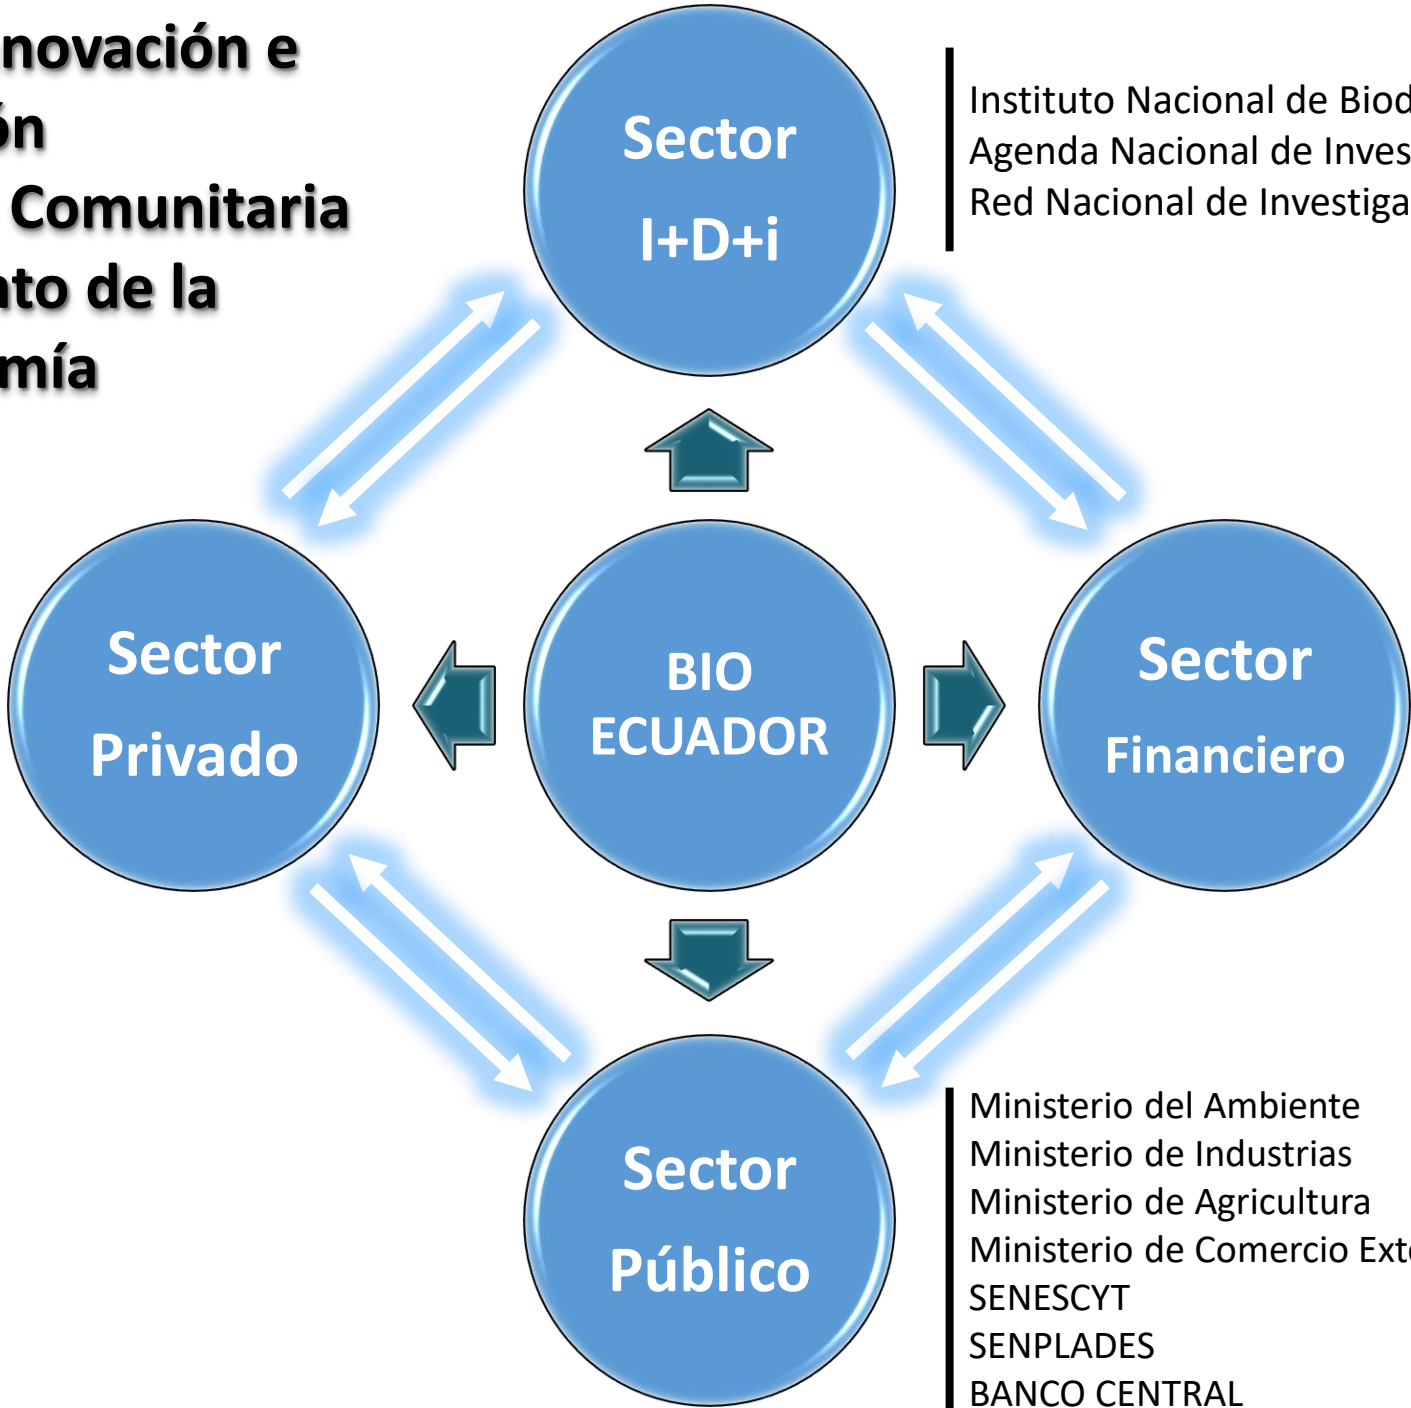 novación e
ón
Comunitaria
to de la
mía
Sector
I+D+i
Instituto Nacional de Biod
Agenda Nacional de Inves
Red Nacional de Investiga
Sector
Privado
BIO
ECUADOR
Sector
Financiero
Sector
Público
Ministerio del Ambiente
Ministerio de Industrias
Ministerio de Agricultura
Ministerio de Comercio Exte
SENESCYT
SENPLADES
BANCO CENTRAL